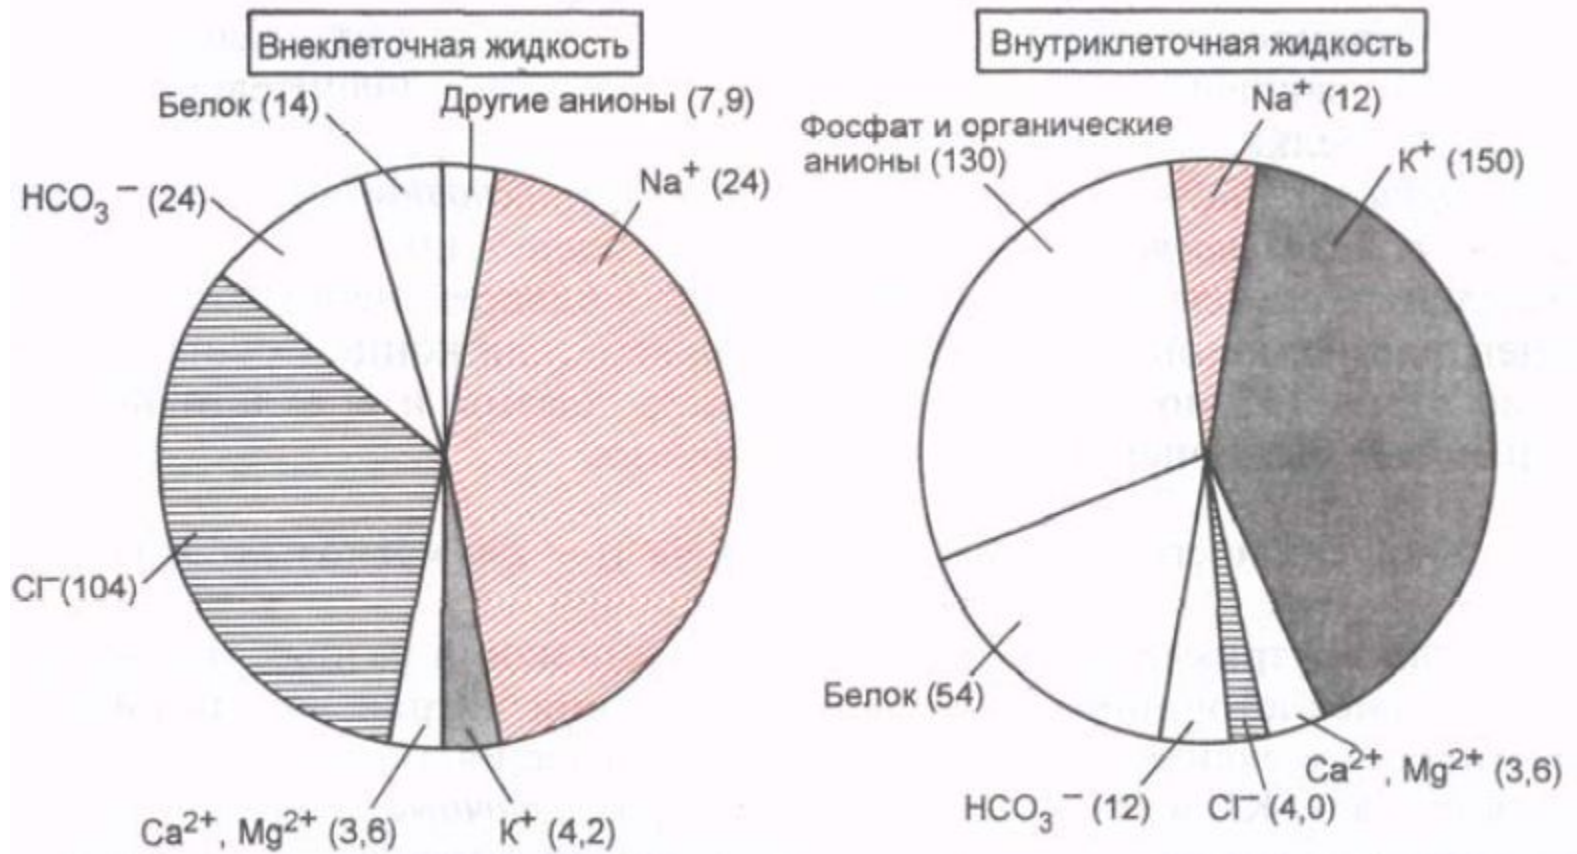 Внеклеточная жидкость
Белок (14)
Другие анионы (7,9)
HCO3− (24)
Na+ (24)
Cl−(104)
Ca2+, Mg2+ (3,6)
K+ (4,2)
Внутриклеточная жидкость
Na+ (12)
Фосфат и органические
анионы (130)
K+ (150)
Белок (54)
HCO3− (12)
Cl−(4,0)
Ca2+, Mg2+ (3,6)